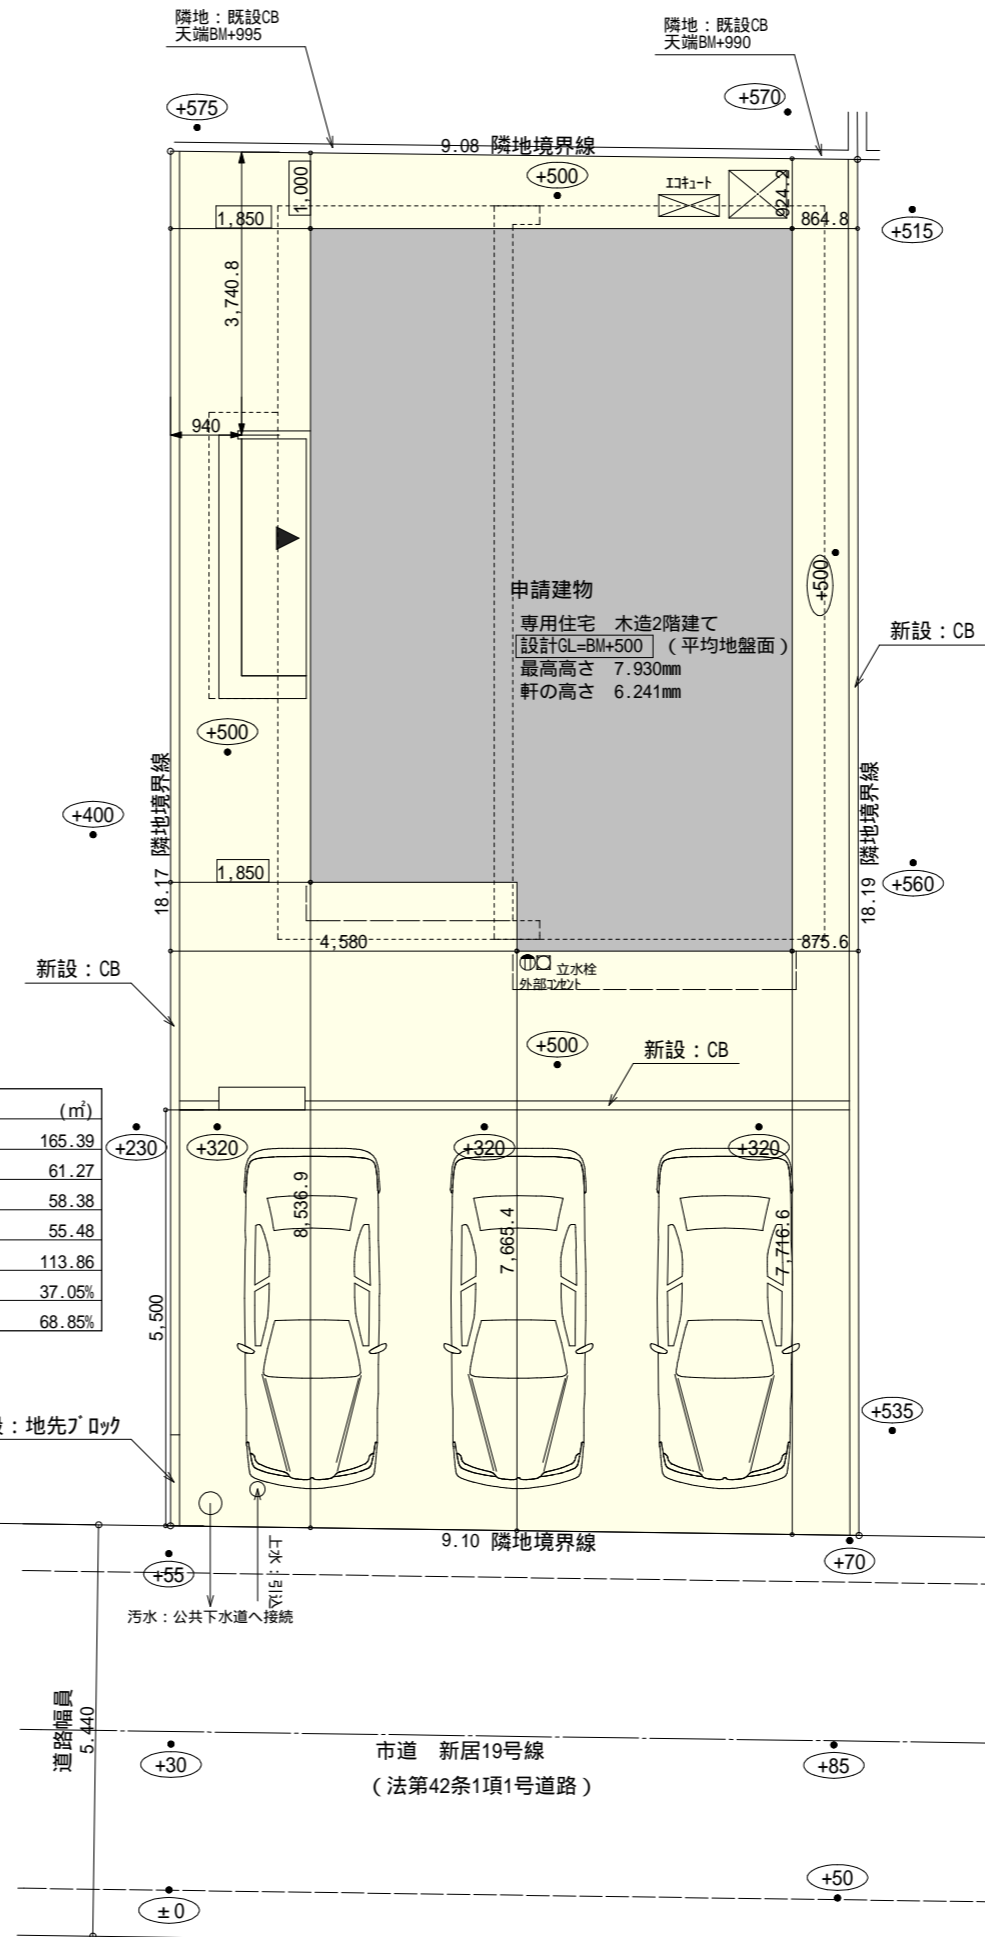 隣地：既設CB
天端BM+995
隣地：既設CB
天端BM+990
+575
+570
9.08 隣地境界線
1,000
+500
ｴｺｷｭｰﾄ
924.2
1,850
864.8
+515
3,740.8
940
+500
申請建物
専用住宅　木造2階建て
設計GL=BM+500 （平均地盤面）
最高高さ 7.930mm
軒の高さ 6.241mm
新設：CB
+500
18.17 隣地境界線
18.19 隣地境界線
+400
1,850
+560
4,580
875.6
新設：CB
立水栓
外部ｺﾝｾﾝﾄ
+500
新設：CB
(㎡)
165.39
61.27
58.38
55.48
113.86
37.05%
68.85%
+230
+320
+320
+320
8,536.9
7,665.4
7,716.6
5,500
：地先ﾌﾞﾛｯｸ
+535
9.10 隣地境界線
上水：引込
+55
+70
汚水：公共下水道へ接続
道路幅員
5.440
市道　新居19号線
（法第42条1項1号道路）
+30
+85
+50
±0